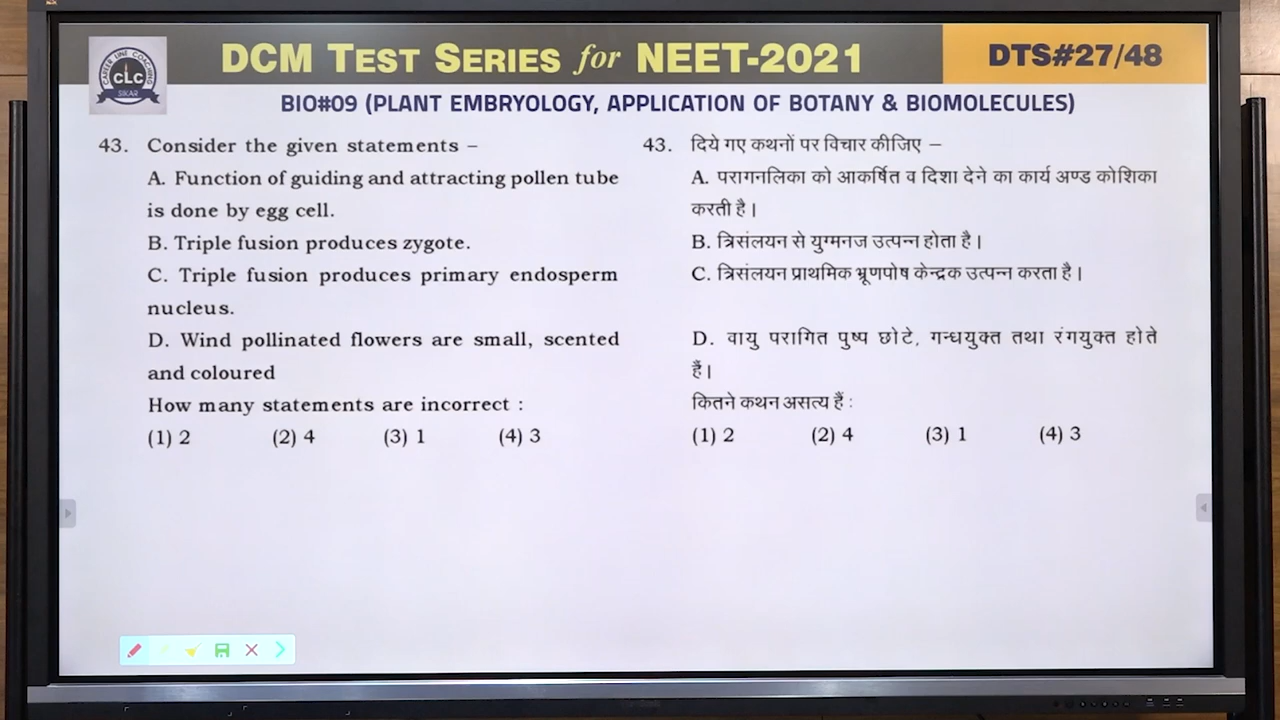 CAREER LINE COACHING
CLC
SIKAR
DCM TEST SERIES for NEET-2021
DTS#27/48
BIO#09 (PLANT EMBRYOLOGY, APPLICATION OF BOTANY & BIOMOLECULES)
43. Consider the given statements –
A. Function of guiding and attracting pollen tube
is done by egg cell.
B. Triple fusion produces zygote.
C. Triple fusion produces primary endosperm
nucleus.
D. Wind pollinated flowers are small, scented
and coloured
How many statements are incorrect :
(1) 2 (2) 4 (3) 1 (4) 3
43. दिये गए कथनों पर विचार कीजिए –
A. परागनलिका को आकर्षित व दिशा देने का कार्य अण्ड कोशिका
करती है।
B. त्रिसंलयन से युग्मनज उत्पन्न होता है।
C. त्रिसंलयन प्राथमिक भ्रूणपोष केन्द्रक उत्पन्न करता है।
D. वायु परागित पुष्प छोटे, गन्धयुक्त तथा रंगयुक्त होते
हैं।
कितने कथन असत्य हैं :
(1) 2 (2) 4 (3) 1 (4) 3